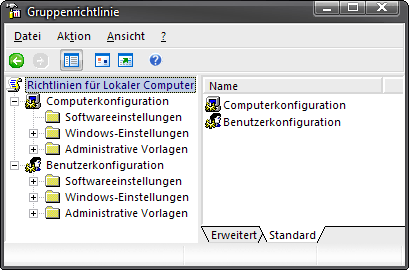 Gruppenrichtlinie
Datei Aktion Ansicht ?
Richtlinien für Lokaler Computer
Computerkonfiguration
Softwareeinstellungen
Windows-Einstellungen
Administrative Vorlagen
Benutzerkonfiguration
Softwareeinstellungen
Windows-Einstellungen
Administrative Vorlagen
Name
Computerkonfiguration
Benutzerkonfiguration
Erweitert Standard